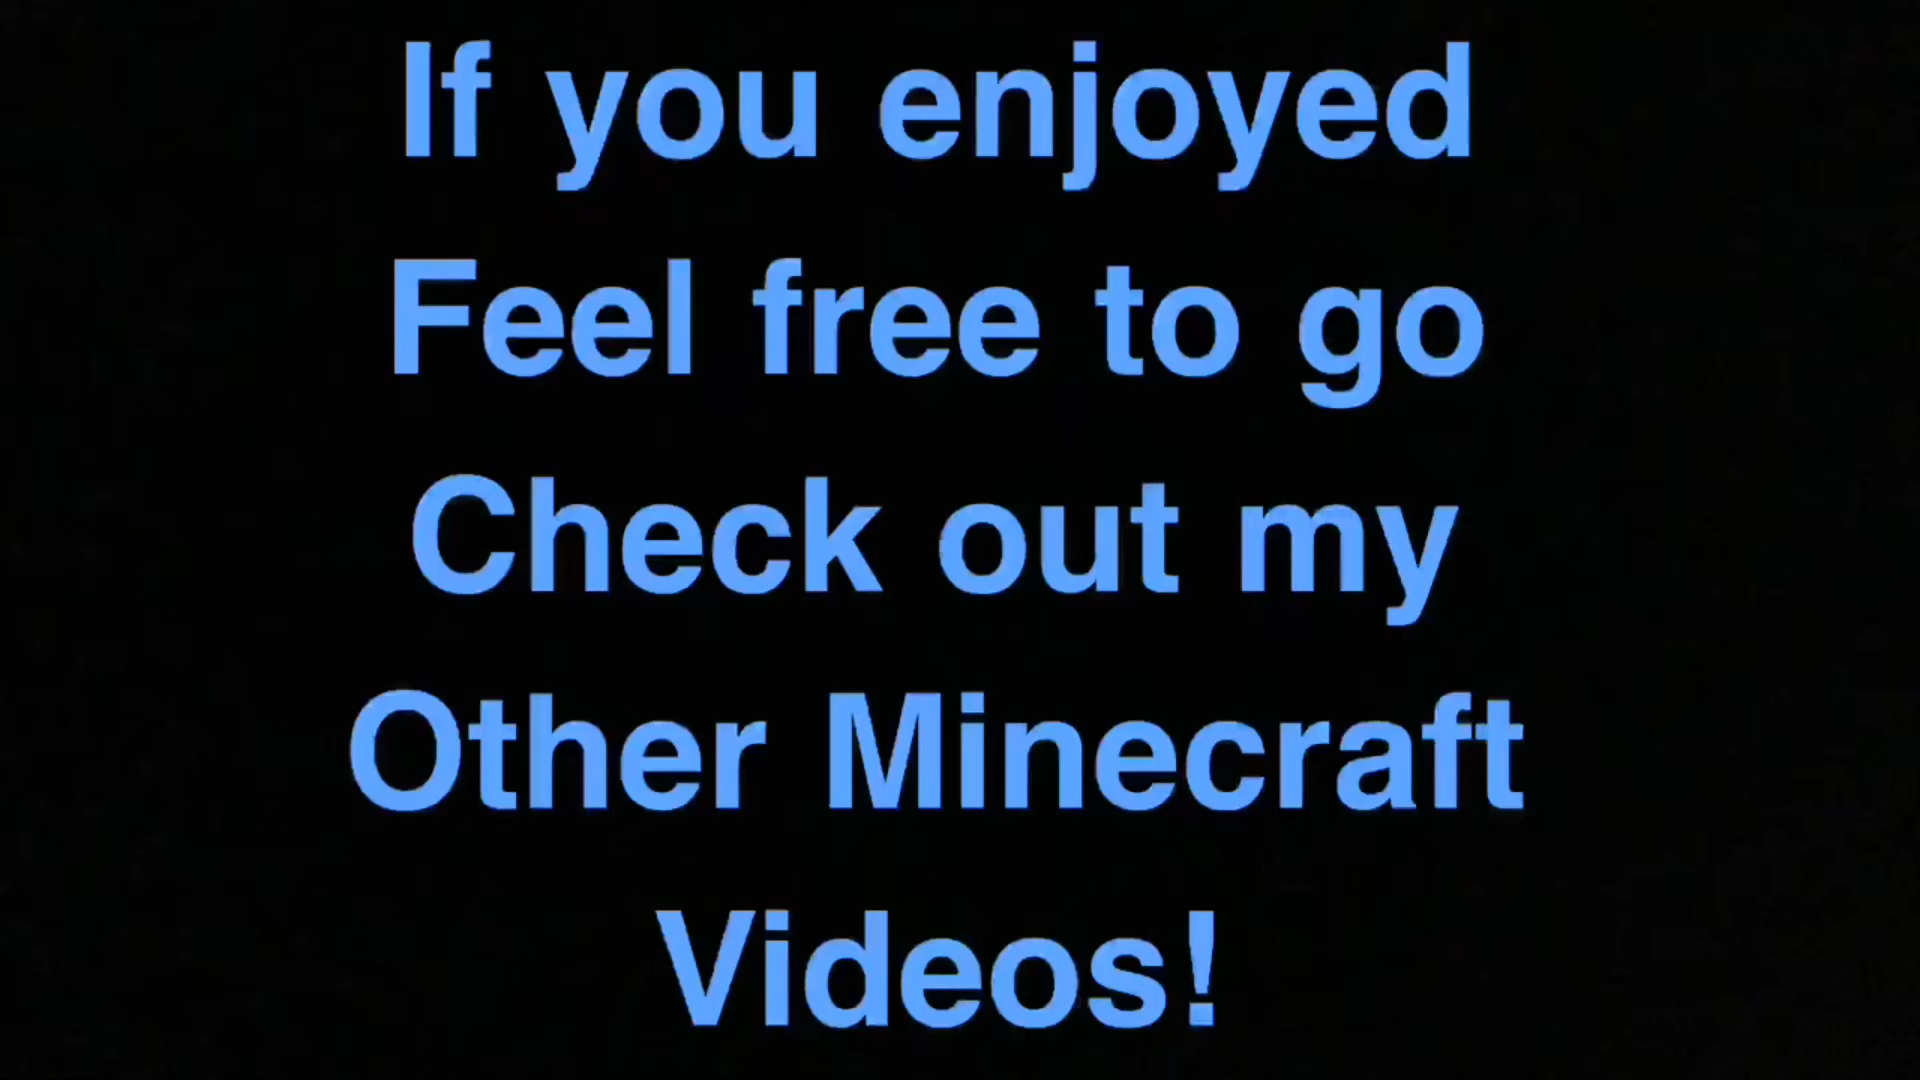 If you enjoyed
Feel free to go
Check out my
Other Minecraft
Videos!